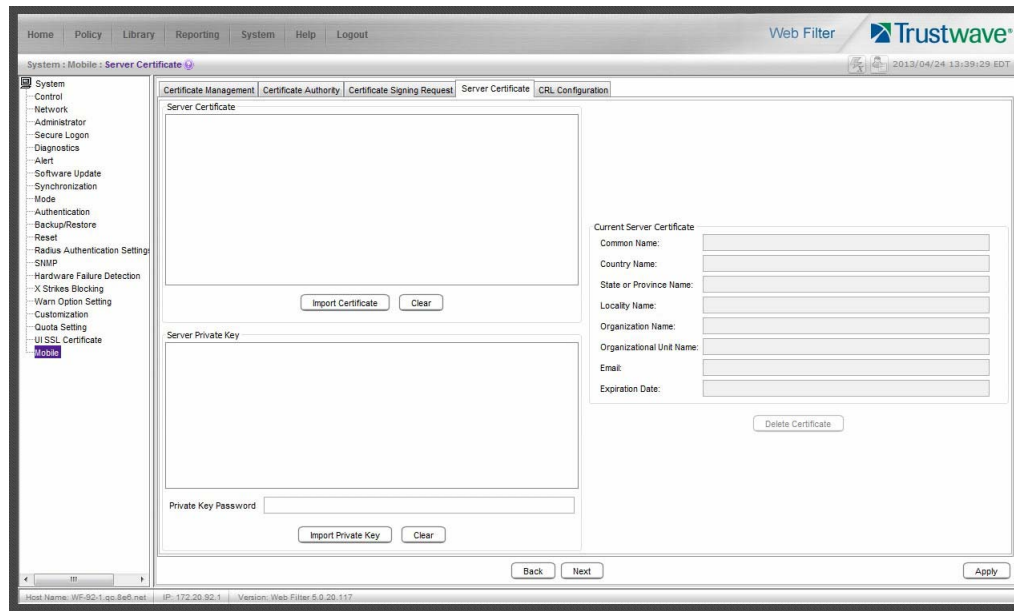 Home Policy Library Reporting System Help Logout
Web Filter Trustwave®
System : Mobile : Server Certificate
2013/04/24 13:39:29 EDT
System
Control
Network
Administrator
Secure Logon
Diagnostics
Alert
Software Update
Synchronization
Mode
Authentication
Backup/Restore
Reset
Radius Authentication Settings
SNMP
Hardware Failure Detection
X Strikes Blocking
Warn Option Setting
Customization
Quota Setting
UI SSL Certificate
Mobile
Certificate Management Certificate Authority Certificate Signing Request Server Certificate CRL Configuration
Server Certificate
Import Certificate Clear
Server Private Key
Private Key Password
Import Private Key Clear
Current Server Certificate
Common Name:
Country Name:
State or Province Name:
Locality Name:
Organization Name:
Organizational Unit Name:
Email:
Expiration Date:
Delete Certificate
Back Next Apply
Host Name: WF-92-1.qc.8e6.net IP: 172.20.92.1 Version: Web Filter 5.0.20.117